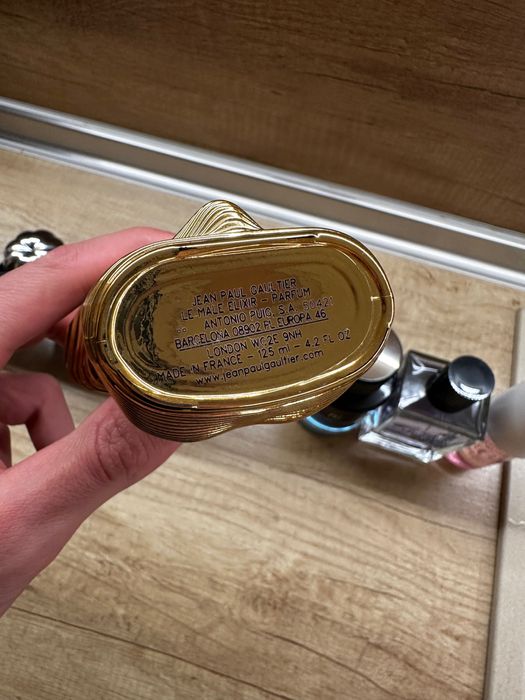 JEAN PAUL GAULTIER
LE MALE ELIXIR - PARFUM
ANTONIO PUIG, S.A. 50421
BARCELONA 08902 PL EUROPA 46
LONDON WC2E 9NH
MADE IN FRANCE - 125 ml - 4.2 FL OZ
www.jeanpaulgaultier.com